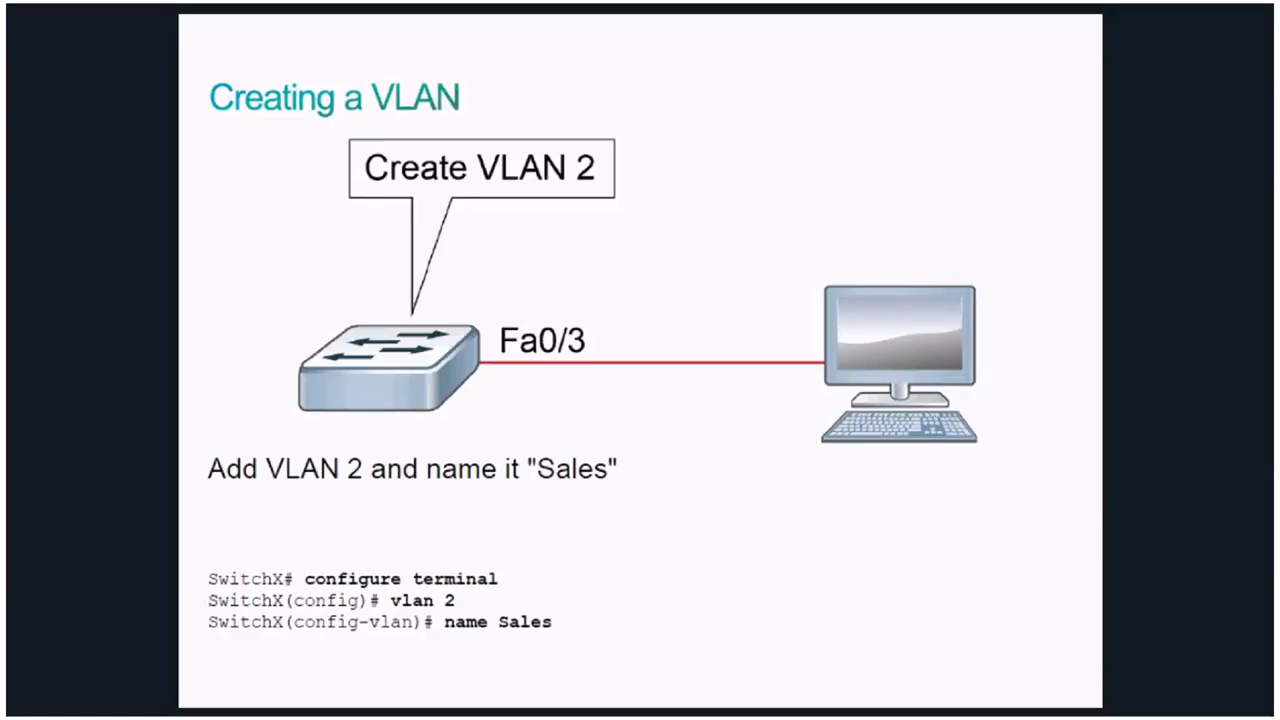 Creating a VLAN
Create VLAN 2
Fa0/3
Add VLAN 2 and name it "Sales"
SwitchX# configure terminal
SwitchX(config)# vlan 2
SwitchX(config-vlan)# name Sales